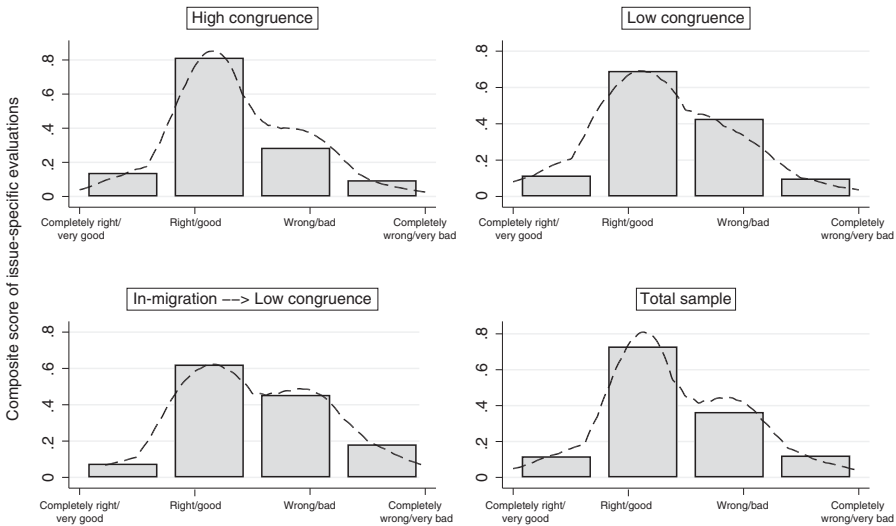 Composite score of issue-specific evaluations
High congruence
.8
.6
.4
.2
0
Completely right/
very good
Right/good
Wrong/bad
Completely
wrong/very bad
Low congruence
.8
.6
.4
.2
0
Completely right/
very good
Right/good
Wrong/bad
Completely
wrong/very bad
In-migration --> Low congruence
.8
.6
.4
.2
0
Completely right/
very good
Right/good
Wrong/bad
Completely
wrong/very bad
Total sample
.8
.6
.4
.2
0
Completely right/
very good
Right/good
Wrong/bad
Completely
wrong/very bad